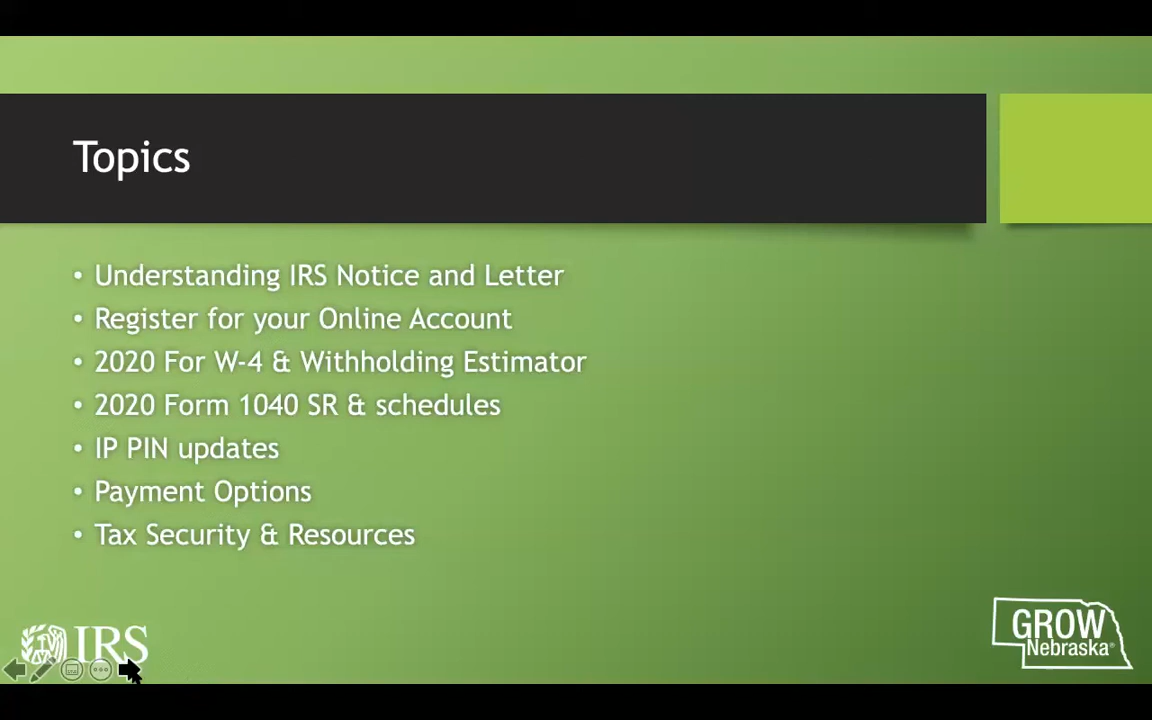 Topics
• Understanding IRS Notice and Letter
• Register for your Online Account
• 2020 For W-4 & Withholding Estimator
• 2020 Form 1040 SR & schedules
• IP PIN updates
• Payment Options
• Tax Security & Resources
IRS
GROW
Nebraska®